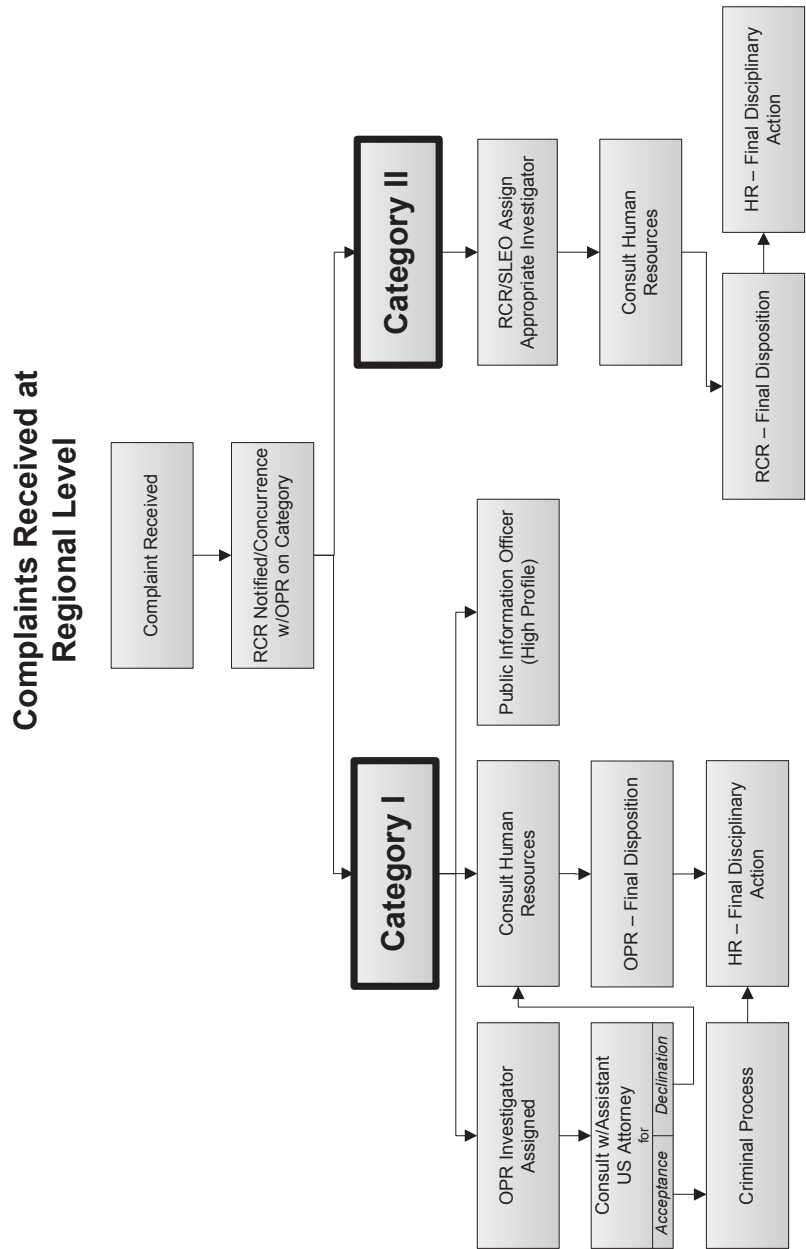 Complaints Received at
Regional Level
Complaint Received
RCR Notified/Concurrence
w/OPR on Category
Category I
Category II
OPR Investigator
Assigned
Consult Human
Resources
Public Information Officer
(High Profile)
RCR/SLEO Assign
Appropriate Investigator
Consult w/Assistant
US Attorney
for
Acceptance
Declination
OPR – Final Disposition
Consult Human
Resources
Criminal Process
HR – Final Disciplinary
Action
RCR – Final Disposition
HR – Final Disciplinary
Action